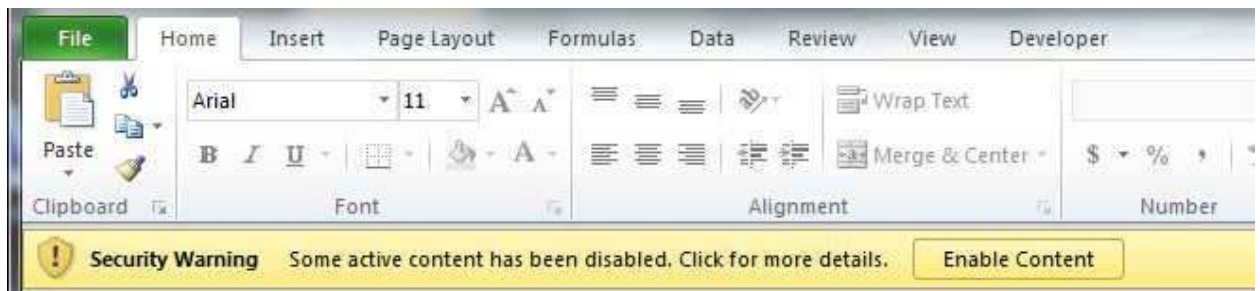 File Home Insert Page Layout Formulas Data Review View Developer
Arial 11 A A Wrap Text
Paste B I U A Merge & Center $ % ,
Clipboard Font Alignment Number
! Security Warning Some active content has been disabled. Click for more details. Enable Content